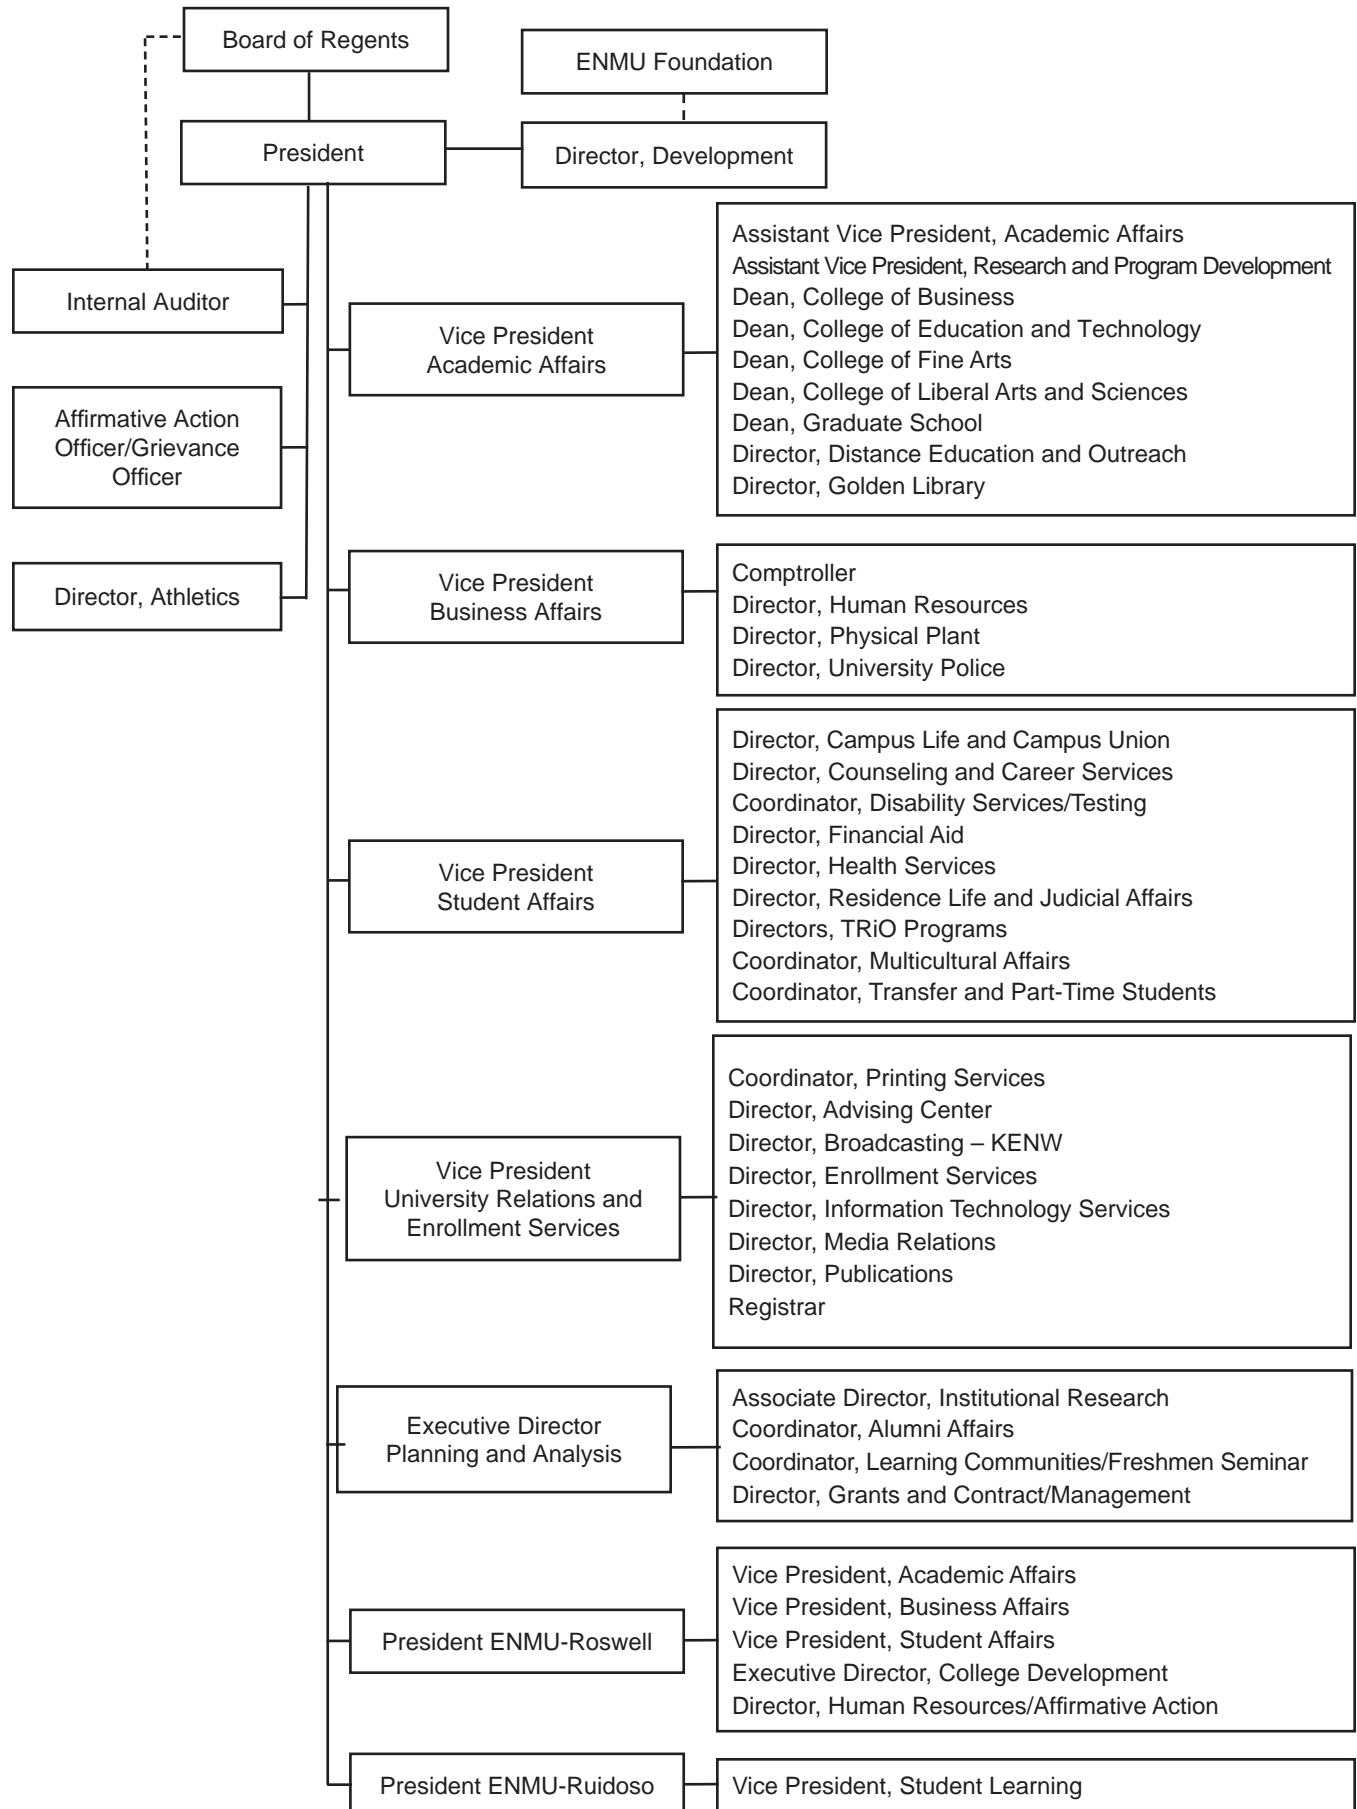 Board of Regents
ENMU Foundation
President
Director, Development
Internal Auditor
Affirmative Action
Officer/Grievance
Officer
Director, Athletics
Vice President
Academic Affairs
Assistant Vice President, Academic Affairs
Assistant Vice President, Research and Program Development
Dean, College of Business
Dean, College of Education and Technology
Dean, College of Fine Arts
Dean, College of Liberal Arts and Sciences
Dean, Graduate School
Director, Distance Education and Outreach
Director, Golden Library
Vice President
Business Affairs
Comptroller
Director, Human Resources
Director, Physical Plant
Director, University Police
Vice President
Student Affairs
Director, Campus Life and Campus Union
Director, Counseling and Career Services
Coordinator, Disability Services/Testing
Director, Financial Aid
Director, Health Services
Director, Residence Life and Judicial Affairs
Directors, TRiO Programs
Coordinator, Multicultural Affairs
Coordinator, Transfer and Part-Time Students
Vice President
University Relations and
Enrollment Services
Coordinator, Printing Services
Director, Advising Center
Director, Broadcasting – KENW
Director, Enrollment Services
Director, Information Technology Services
Director, Media Relations
Director, Publications
Registrar
Executive Director
Planning and Analysis
Associate Director, Institutional Research
Coordinator, Alumni Affairs
Coordinator, Learning Communities/Freshmen Seminar
Director, Grants and Contract/Management
President ENMU-Roswell
Vice President, Academic Affairs
Vice President, Business Affairs
Vice President, Student Affairs
Executive Director, College Development
Director, Human Resources/Affirmative Action
President ENMU-Ruidoso
Vice President, Student Learning